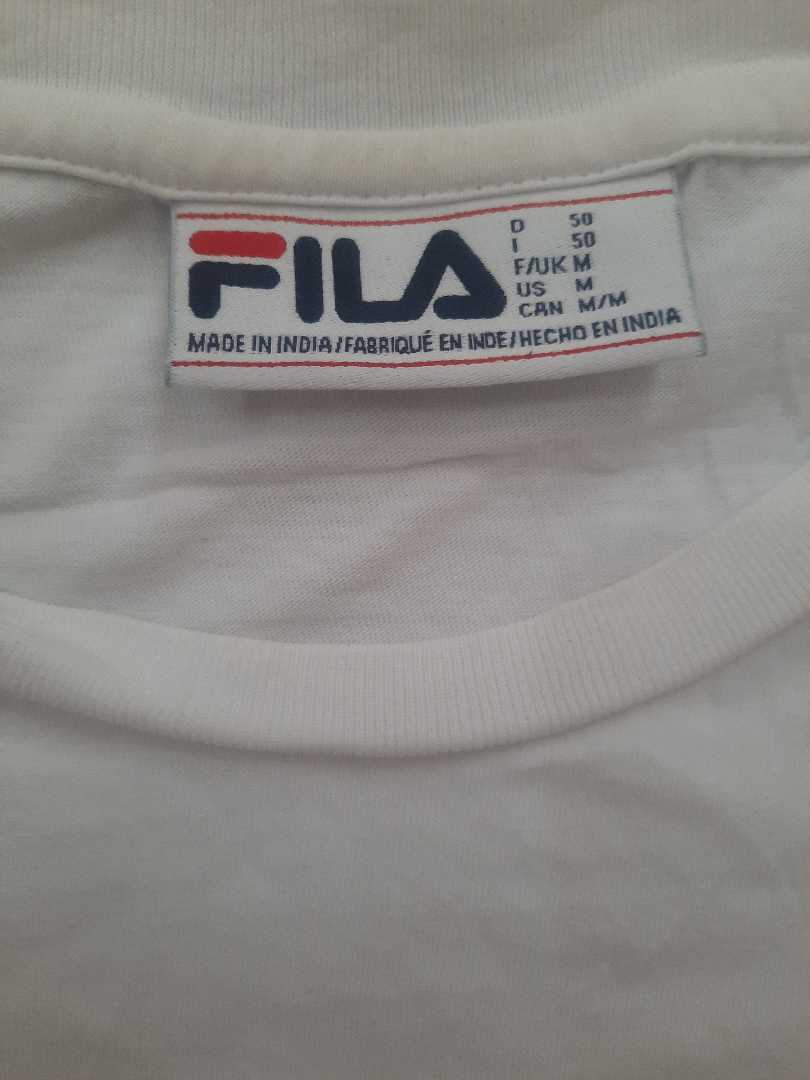 FILA
D 50
I 50
F/UK M
US M
CAN M/M
MADE IN INDIA/FABRIQUÉ EN INDE/HECHO EN INDIA